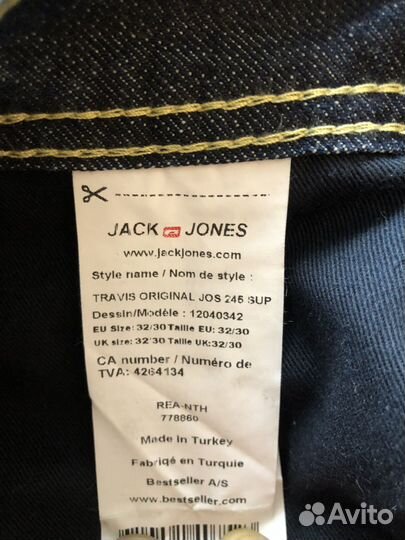 JACK JONES
www.jackjones.com
Style name / Nom de style :
TRAVIS ORIGINAL JOS 245 SUP
Dessin/Modèle : 12040342
EU Size: 32/30 Taille EU: 32/30
UK size: 32/30 Taille UK: 32/30
CA number / Numéro de
TVA: 4264134
REA-NTH
778860
Made in Turkey
Fabriqé en Turquie
Bestseller A/S
www.bestseller.com
Avito